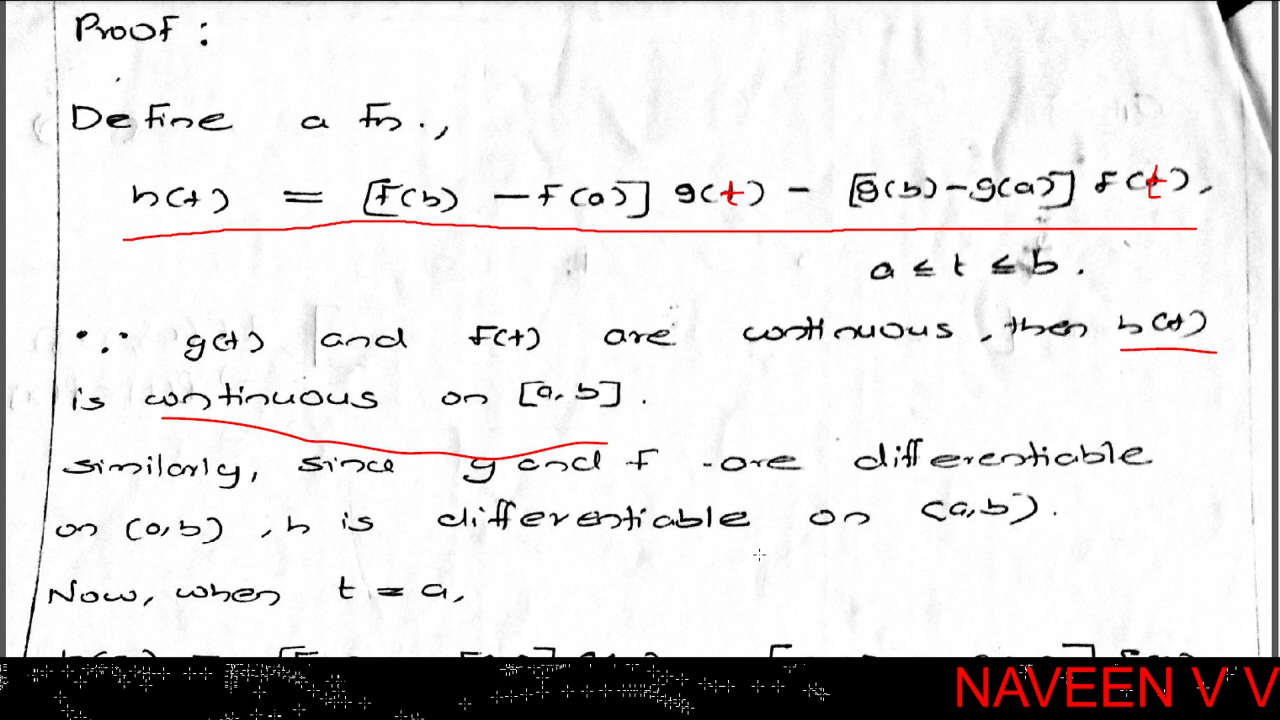 Proof :
Define a fn.,
h(t) = [f(b) - f(a)] g(t) - [g(b) - g(a)] f(t),
a ≤ t ≤ b.
∵ g(t) and f(t) are continuous, then h(t)
is continuous on [a,b].
similarly, since g and f are differentiable
on (a,b), h is differentiable on (a,b).
Now, when t = a,
NAVEEN V V